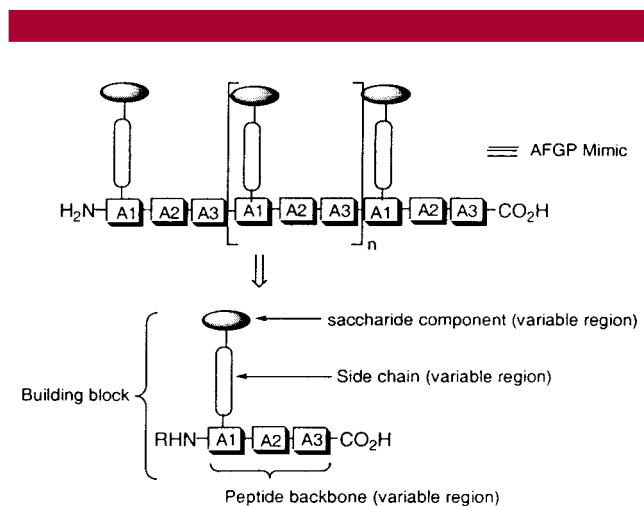 AFGP Mimic
H₂N-A1-A2-A3-A1-A2-A3-A1-A2-A3-CO₂H
n
saccharide component (variable region)
Side chain (variable region)
Building block
RHN-A1-A2-A3-CO₂H
Peptide backbone (variable region)